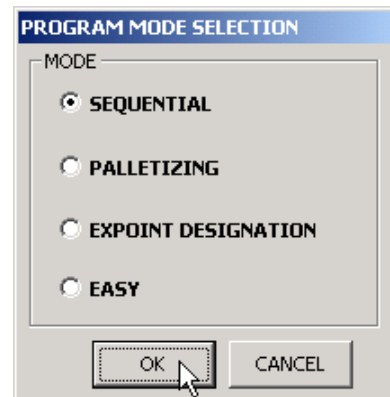 PROGRAM MODE SELECTION
MODE
SEQUENTIAL
PALLETIZING
EXPOINT DESIGNATION
EASY
OK CANCEL